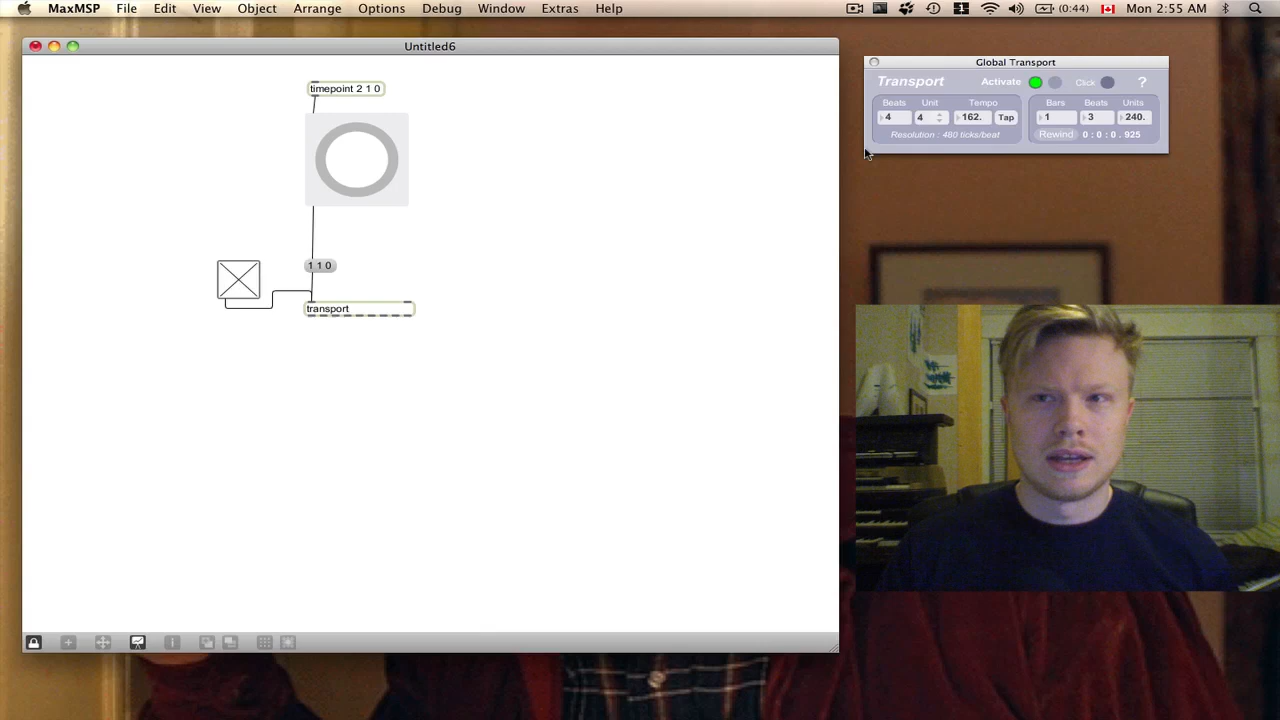 MaxMSP File Edit View Object Arrange Options Debug Window Extras Help 1 (0:44) Mon 2:55 AM
Untitled6
timepoint 2 1 0
1 1 0
transport
Global Transport
Transport Activate Click ?
Beats Unit Tempo Bars Beats Units
4 4 162. Tap 1 3 240.
Resolution : 480 ticks/beat Rewind 0 : 0 : 0 . 925